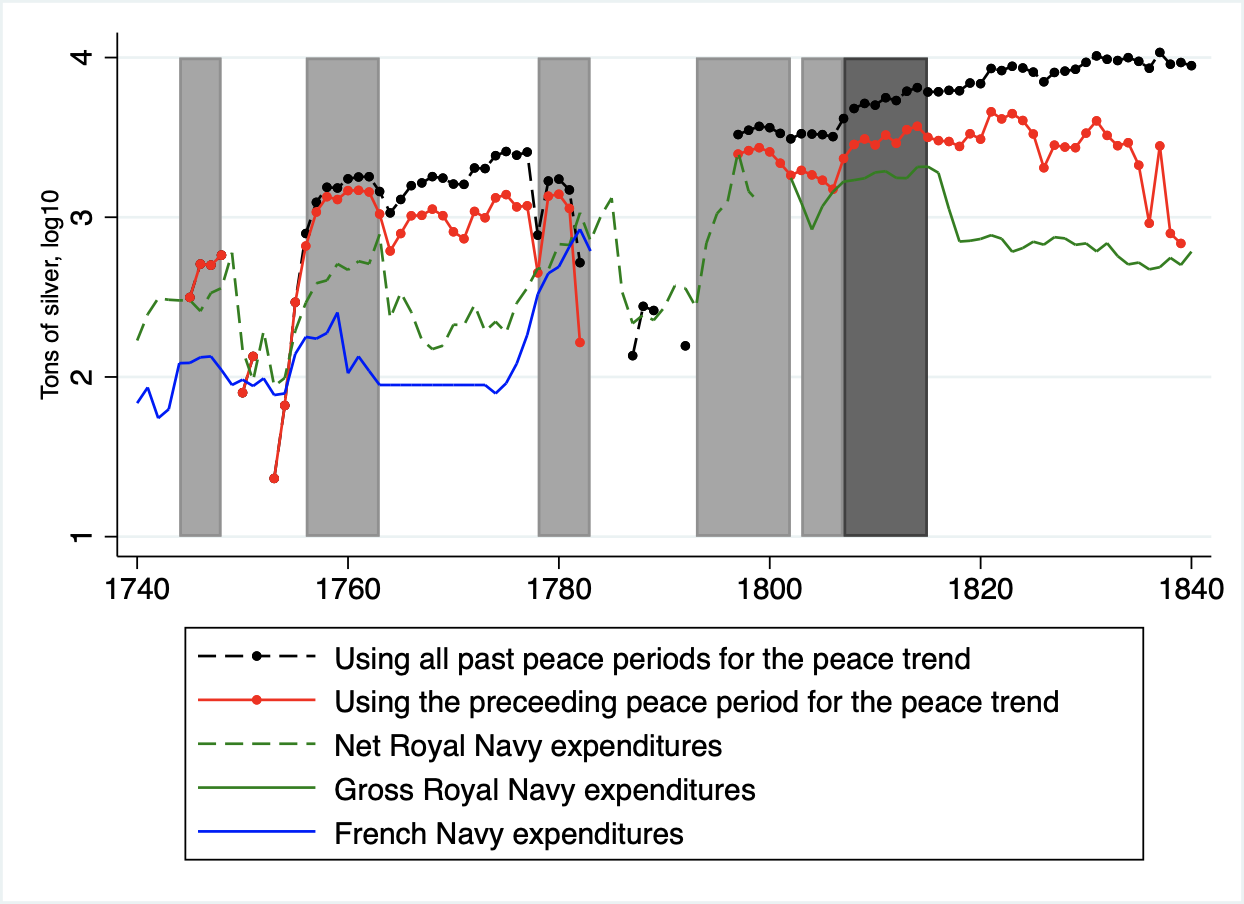 Tons of silver, log10
4
3
2
1
1740 1760 1780 1800 1820 1840
Using all past peace periods for the peace trend
Using the preceeding peace period for the peace trend
Net Royal Navy expenditures
Gross Royal Navy expenditures
French Navy expenditures